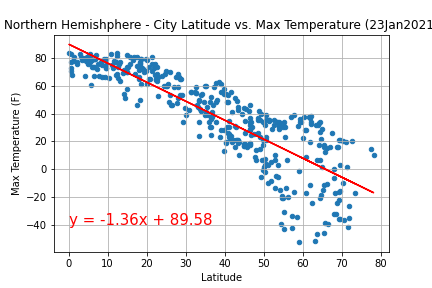 Northern Hemishphere - City Latitude vs. Max Temperature (23Jan2021
Max Temperature (F)
80
60
40
20
0
−20
−40
y = -1.36x + 89.58
0 10 20 30 40 50 60 70 80
Latitude